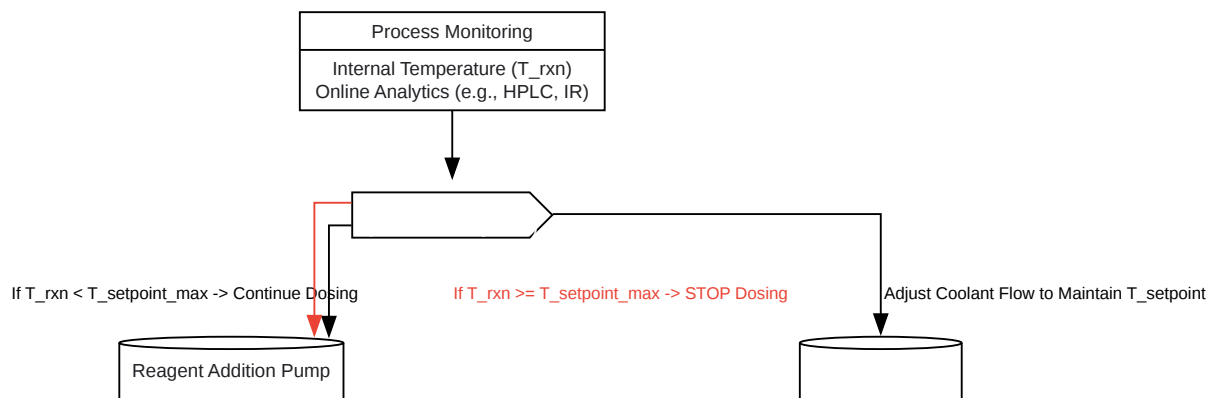 Process Monitoring
Internal Temperature (T_rxn)
Online Analytics (e.g., HPLC, IR)
If T_rxn < T_setpoint_max -> Continue Dosing
If T_rxn >= T_setpoint_max -> STOP Dosing
Adjust Coolant Flow to Maintain T_setpoint
Reagent Addition Pump